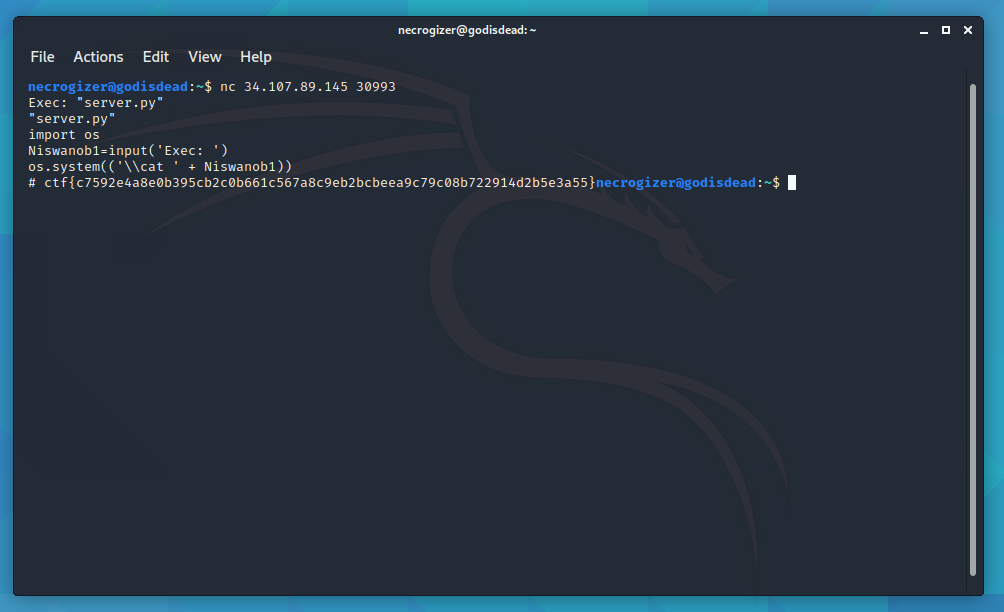 necrogizer@godisdead: ~
File Actions Edit View Help
necrogizer@godisdead:~$ nc 34.107.89.145 30993
Exec: "server.py"
"server.py"
import os
Niswanob1=input('Exec: ')
os.system(('\\cat ' + Niswanob1))
# ctf{c7592e4a8e0b395cb2c0b661c567a8c9eb2bcbeea9c79c08b722914d2b5e3a55}necrogizer@godisdead:~$